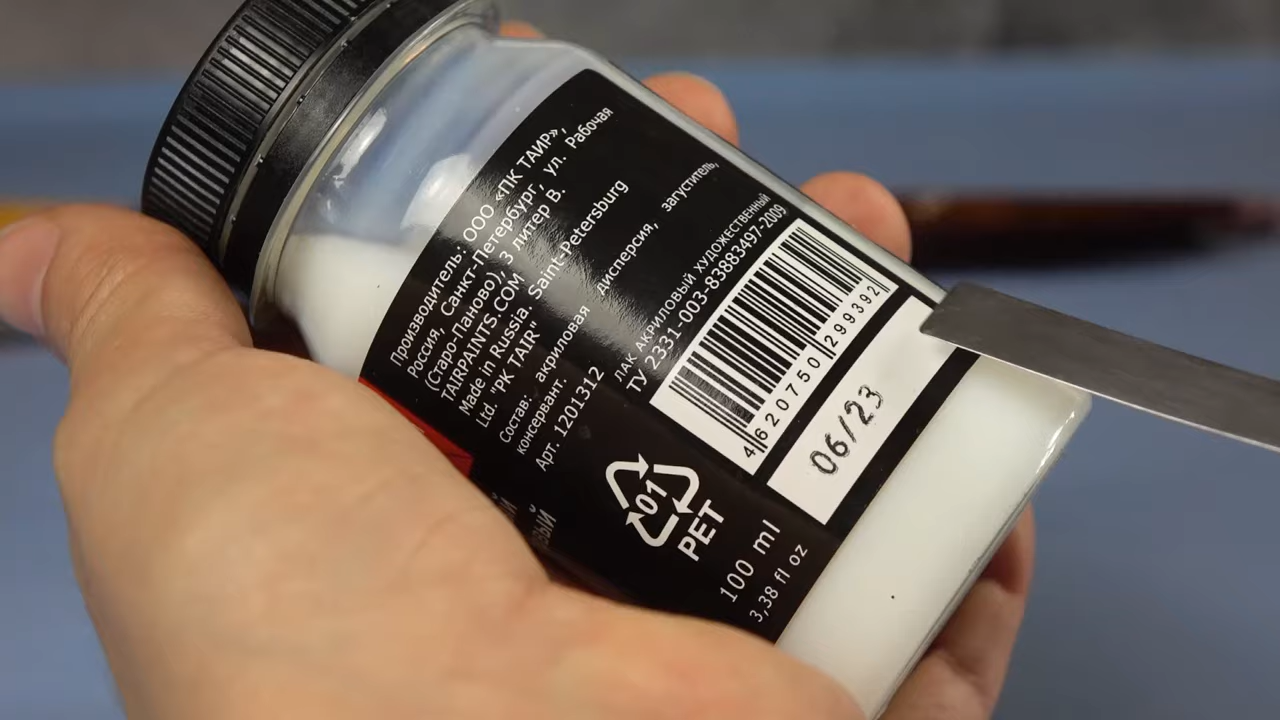 Производитель: ООО «ПК ТАИР»,
Россия, Санкт-Петербург, ул. Рабочая
(Старо-Паново), 3 литер В.
TAIRPAINTS.COM
Made in Russia. Saint-Petersburg
Ltd. "PK TAIR"
Состав: акриловая дисперсия, загуститель,
консервант.
Арт. 1201312
ЛАК АКРИЛОВЫЙ ХУДОЖЕСТВЕННЫЙ
ТУ 2331-003-83883497-2009
4 620750 299392
06/23
01
PET
100 ml
3,38 fl oz